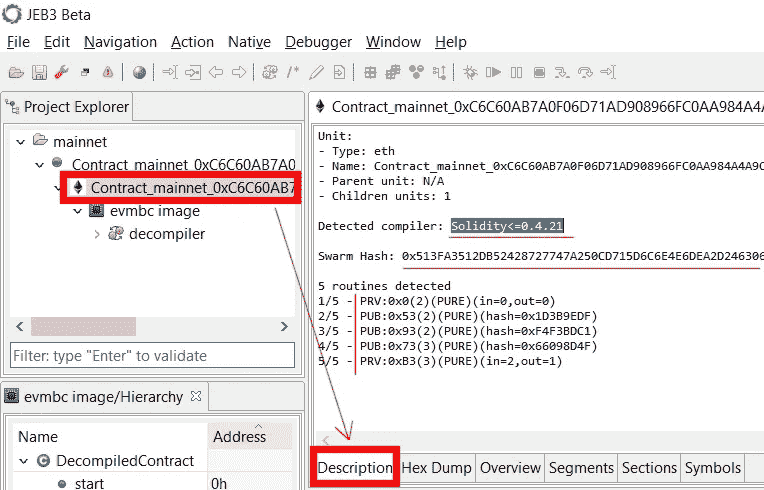 JEB3 Beta
File Edit Navigation Action Native Debugger Window Help
Project Explorer
mainnet
Contract_mainnet_0xC6C60AB7A0
Contract_mainnet_0xC6C60AB7
evmbc image
decompiler
Filter: type "Enter" to validate
evmbc image/Hierarchy
Name Address
DecompiledContract
start 0h
Contract_mainnet_0xC6C60AB7A0F06D71AD908966FC0AA984A4A
Unit:
- Type: eth
- Name: Contract_mainnet_0xC6C60AB7A0F06D71AD908966FC0AA984A4A9C
- Parent unit: N/A
- Children units: 1
Detected compiler: Solidity<=0.4.21
Swarm Hash: 0x513FA3512DB52428727747A250CD715D6C6E4E6DEA2D246306
5 routines detected
1/5 - PRV:0x0(2)(PURE)(in=0,out=0)
2/5 - PUB:0x53(2)(PURE)(hash=0x1D3B9EDF)
3/5 - PUB:0x93(2)(PURE)(hash=0xF4F3BDC1)
4/5 - PUB:0x73(3)(PURE)(hash=0x66098D4F)
5/5 - PRV:0xB3(3)(PURE)(in=2,out=1)
Description Hex Dump Overview Segments Sections Symbols